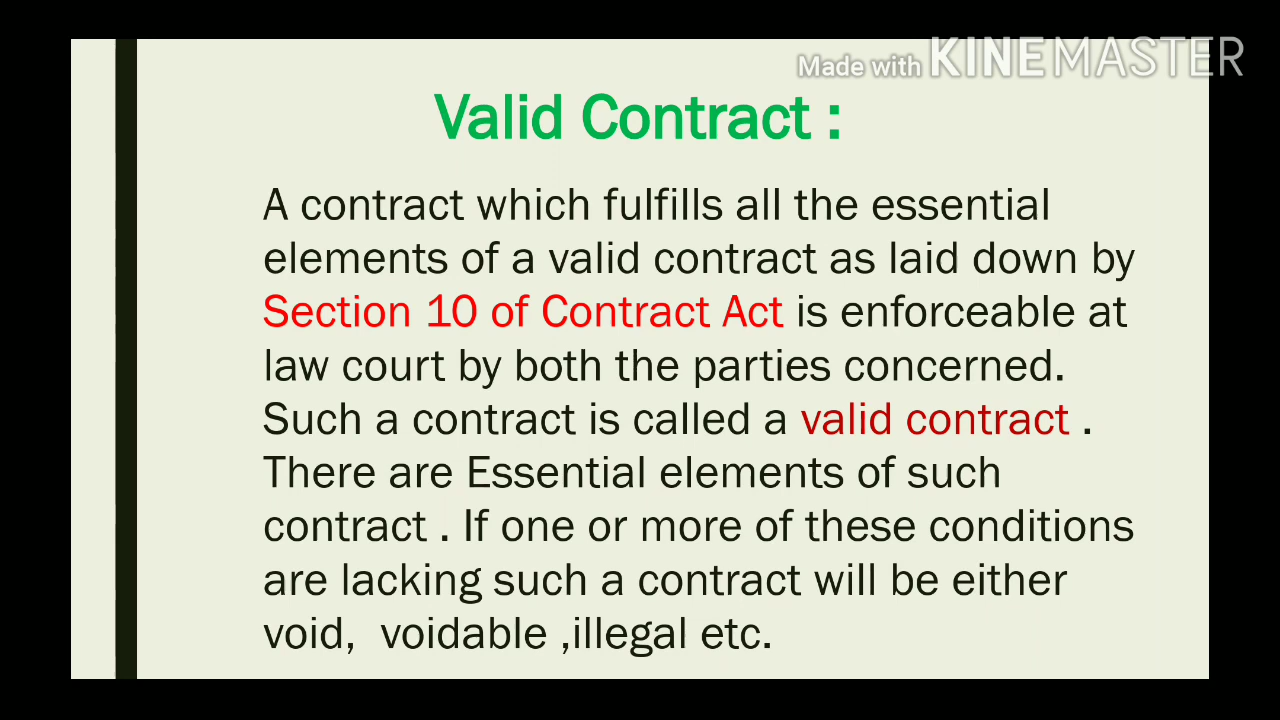 Made with KINEMASTER
Valid Contract :
A contract which fulfills all the essential
elements of a valid contract as laid down by
Section 10 of Contract Act is enforceable at
law court by both the parties concerned.
Such a contract is called a valid contract .
There are Essential elements of such
contract . If one or more of these conditions
are lacking such a contract will be either
void,  voidable ,illegal etc.